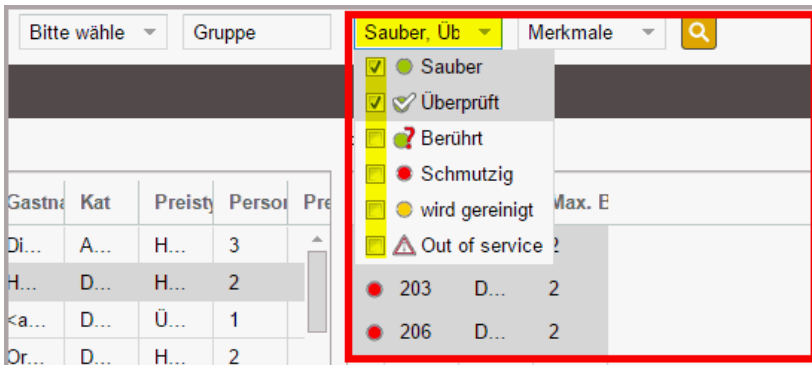 Bitte wähle Gruppe Sauber, Üb Merkmale
Sauber
Überprüft
Berührt
Schmutzig
wird gereinigt
Out of service
Gastna Kat Preisty Person Pre Max. B
Di... A... H... 3 2
H... D... H... 2 203 D... 2
<a... D... Ü... 1 206 D... 2
Or... D... H... 2